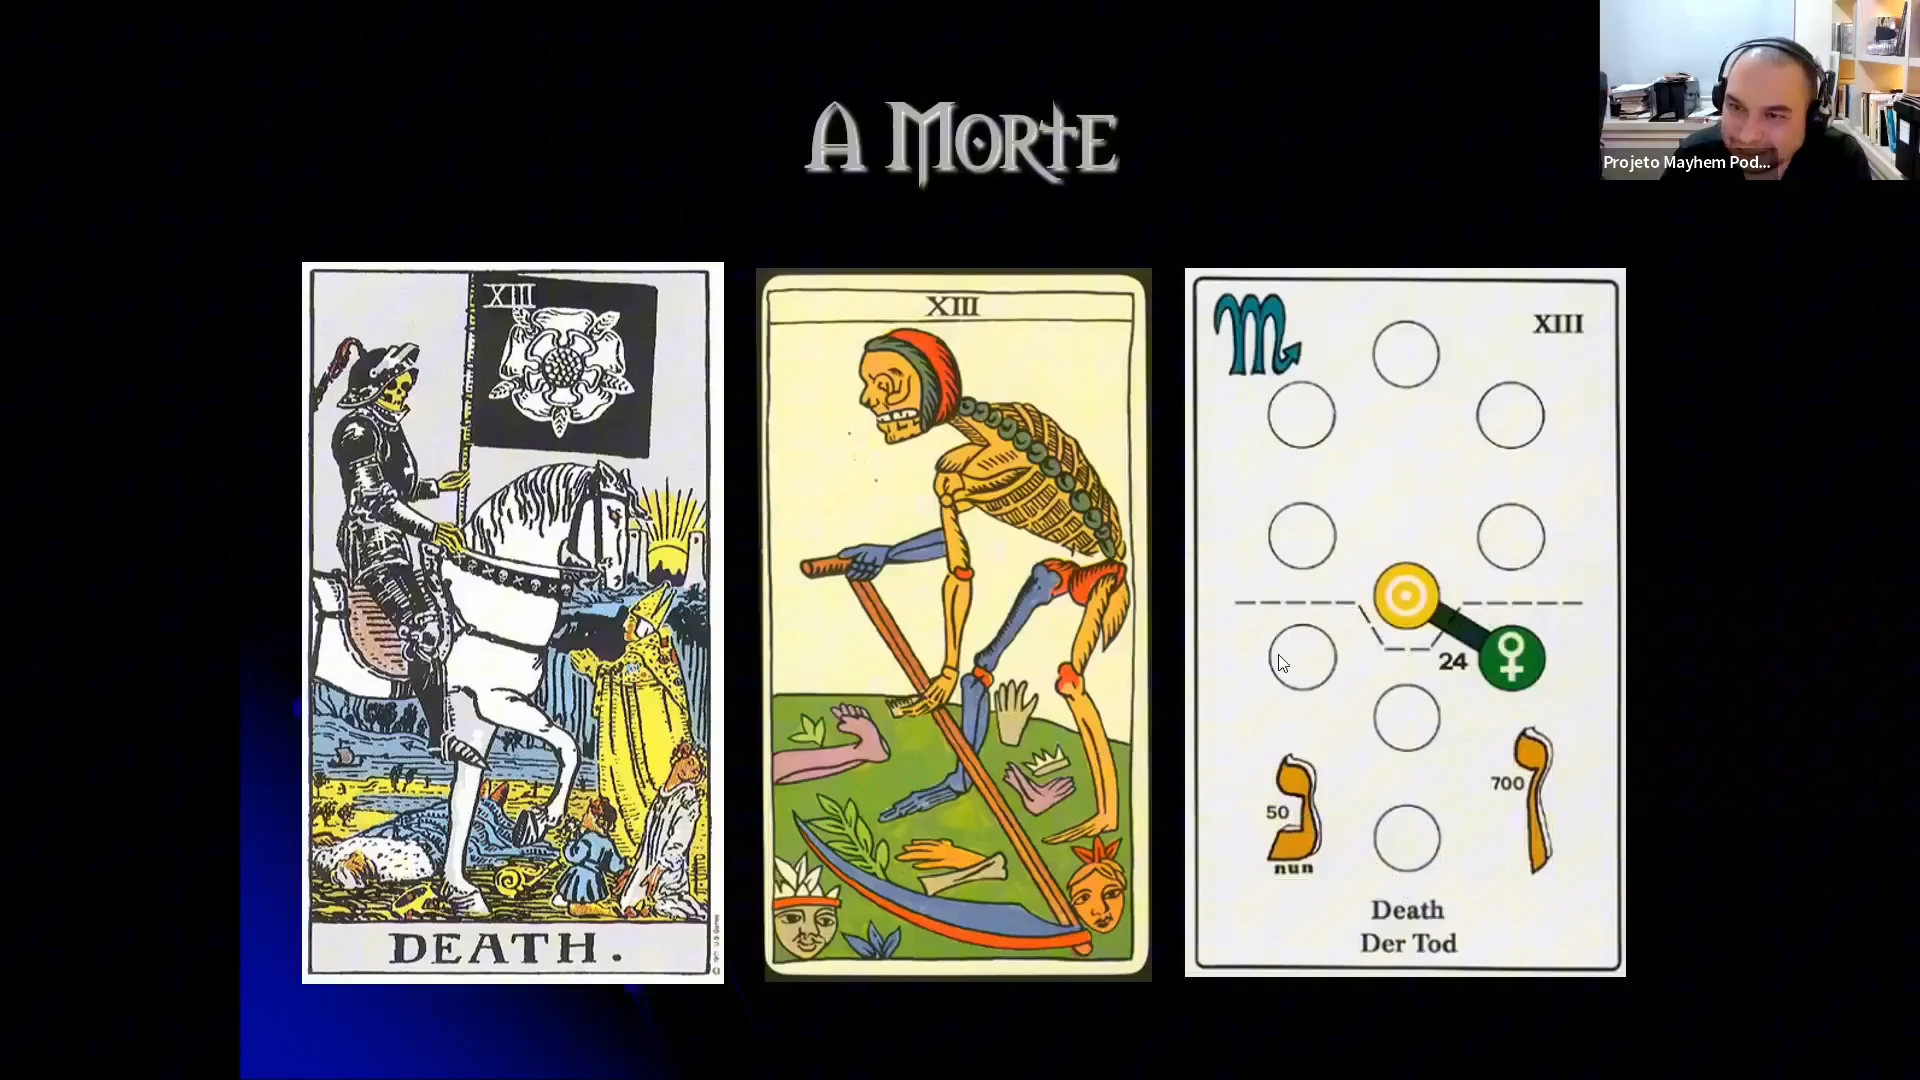 A MORTE
Projeto Mayhem Pod...
XIII
DEATH.
XIII
XIII
24
50
nun
700
Death
Der Tod